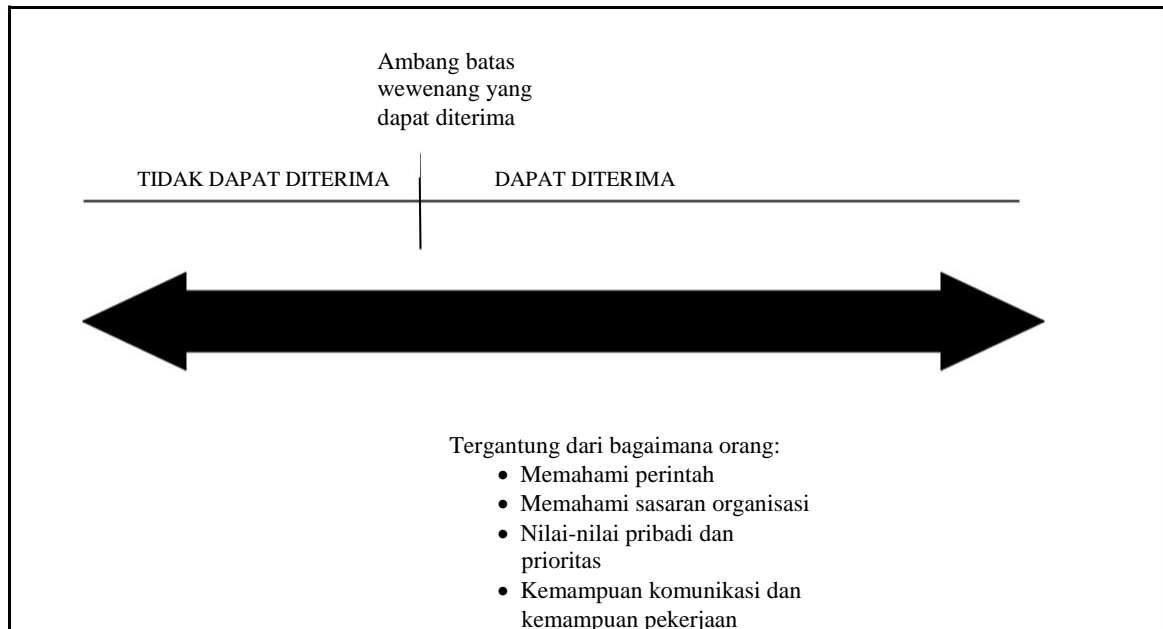 Ambang batas
wewenang yang
dapat diterima
TIDAK DAPAT DITERIMA DAPAT DITERIMA
Tergantung dari bagaimana orang:
• Memahami perintah
• Memahami sasaran organisasi
• Nilai-nilai pribadi dan
prioritas
• Kemampuan komunikasi dan
kemampuan pekerjaan